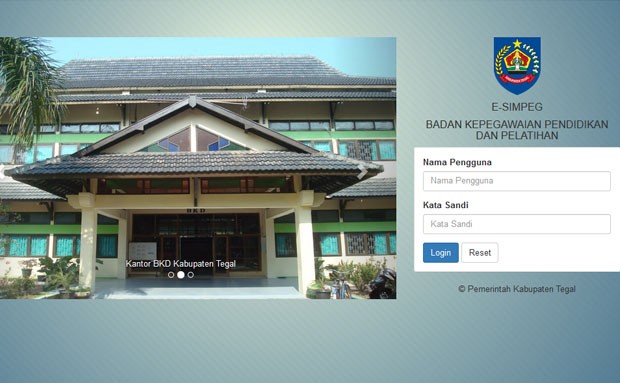 BKD
Kantor BKD Kabupaten Tegal
E-SIMPEG
BADAN KEPEGAWAIAN PENDIDIKAN
DAN PELATIHAN
Nama Pengguna
Nama Pengguna
Kata Sandi
Kata Sandi
Login Reset
© Pemerintah Kabupaten Tegal